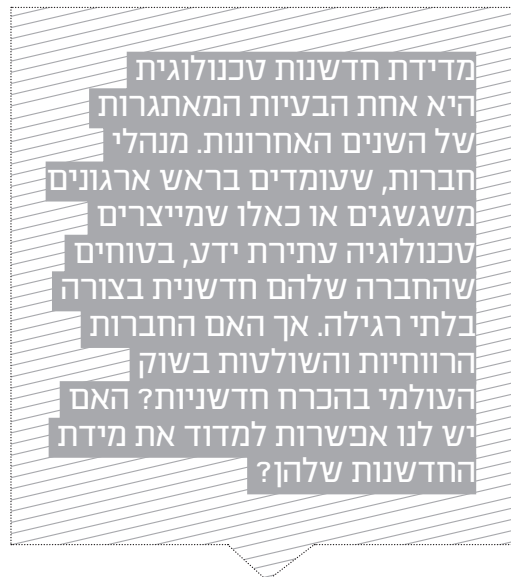 מדידת חדשנות טכנולוגית
היא אחת הבעיות המאתגרות
של השנים האחרונות. מנהלי
חברות, שעומדים בראש ארגונים
משגשגים או כאלו שמייצרים
טכנולוגיה עתירת ידע, בטוחים
שהחברה שלהם חדשנית בצורה
בלתי רגילה. אך האם החברות
הרווחיות והשולטות בשוק
העולמי בהכרח חדשניות? האם
יש לנו אפשרות למדוד את מידת
החדשנות שלהן?